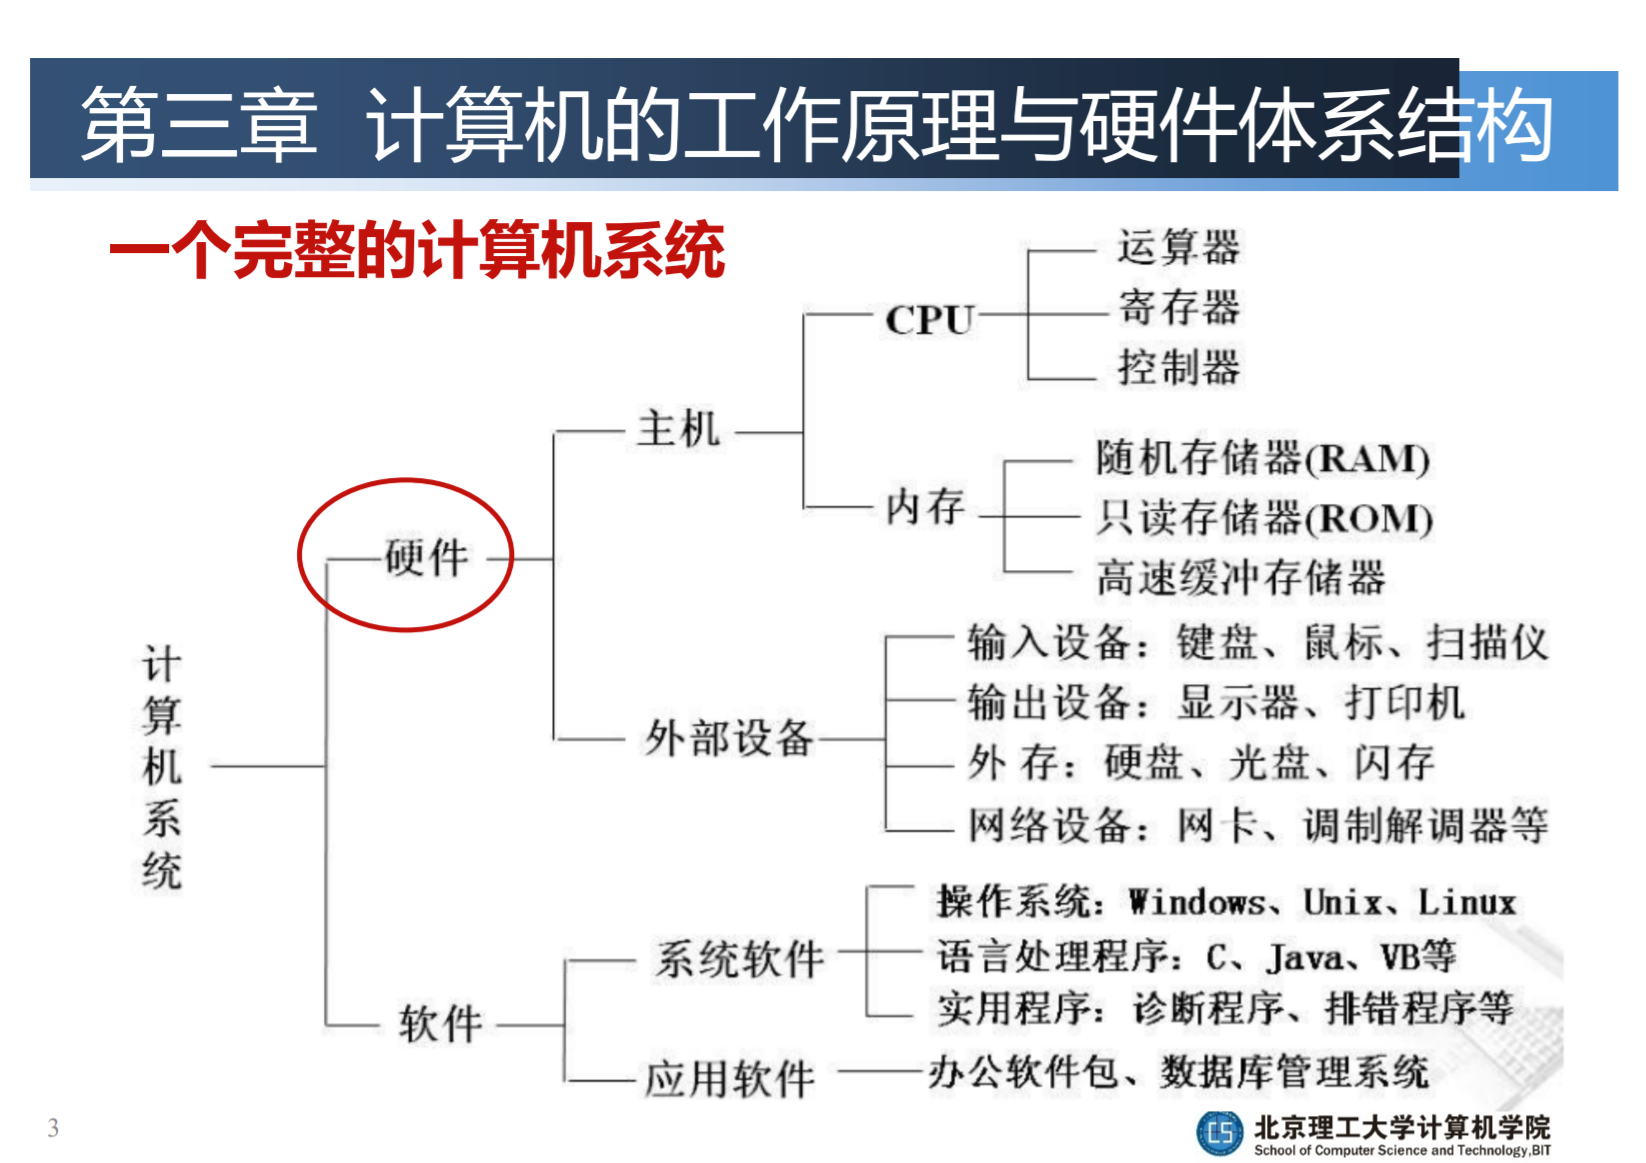 第三章 计算机的工作原理与硬件体系结构
一个完整的计算机系统
计算机系统
硬件
主机
CPU
运算器
寄存器
控制器
内存
随机存储器(RAM)
只读存储器(ROM)
高速缓冲存储器
外部设备
输入设备：键盘、鼠标、扫描仪
输出设备：显示器、打印机
外 存：硬盘、光盘、闪存
网络设备：网卡、调制解调器等
软件
系统软件
操作系统：Windows、Unix、Linux
语言处理程序：C、Java、VB等
实用程序：诊断程序、排错程序等
应用软件
办公软件包、数据库管理系统
3
CS
北京理工大学计算机学院
School of Computer Science and Technology,BIT